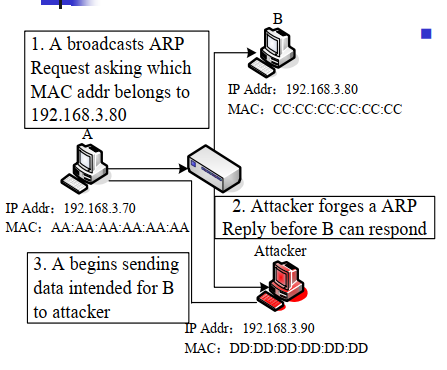 1. A broadcasts ARP
Request asking which
MAC addr belongs to
192.168.3.80
B
IP Addr：192.168.3.80
MAC：CC:CC:CC:CC:CC:CC
A
IP Addr：192.168.3.70
MAC：AA:AA:AA:AA:AA:AA
2. Attacker forges a ARP
Reply before B can respond
Attacker
3. A begins sending
data intended for B
to attacker
IP Addr：192.168.3.90
MAC：DD:DD:DD:DD:DD:DD